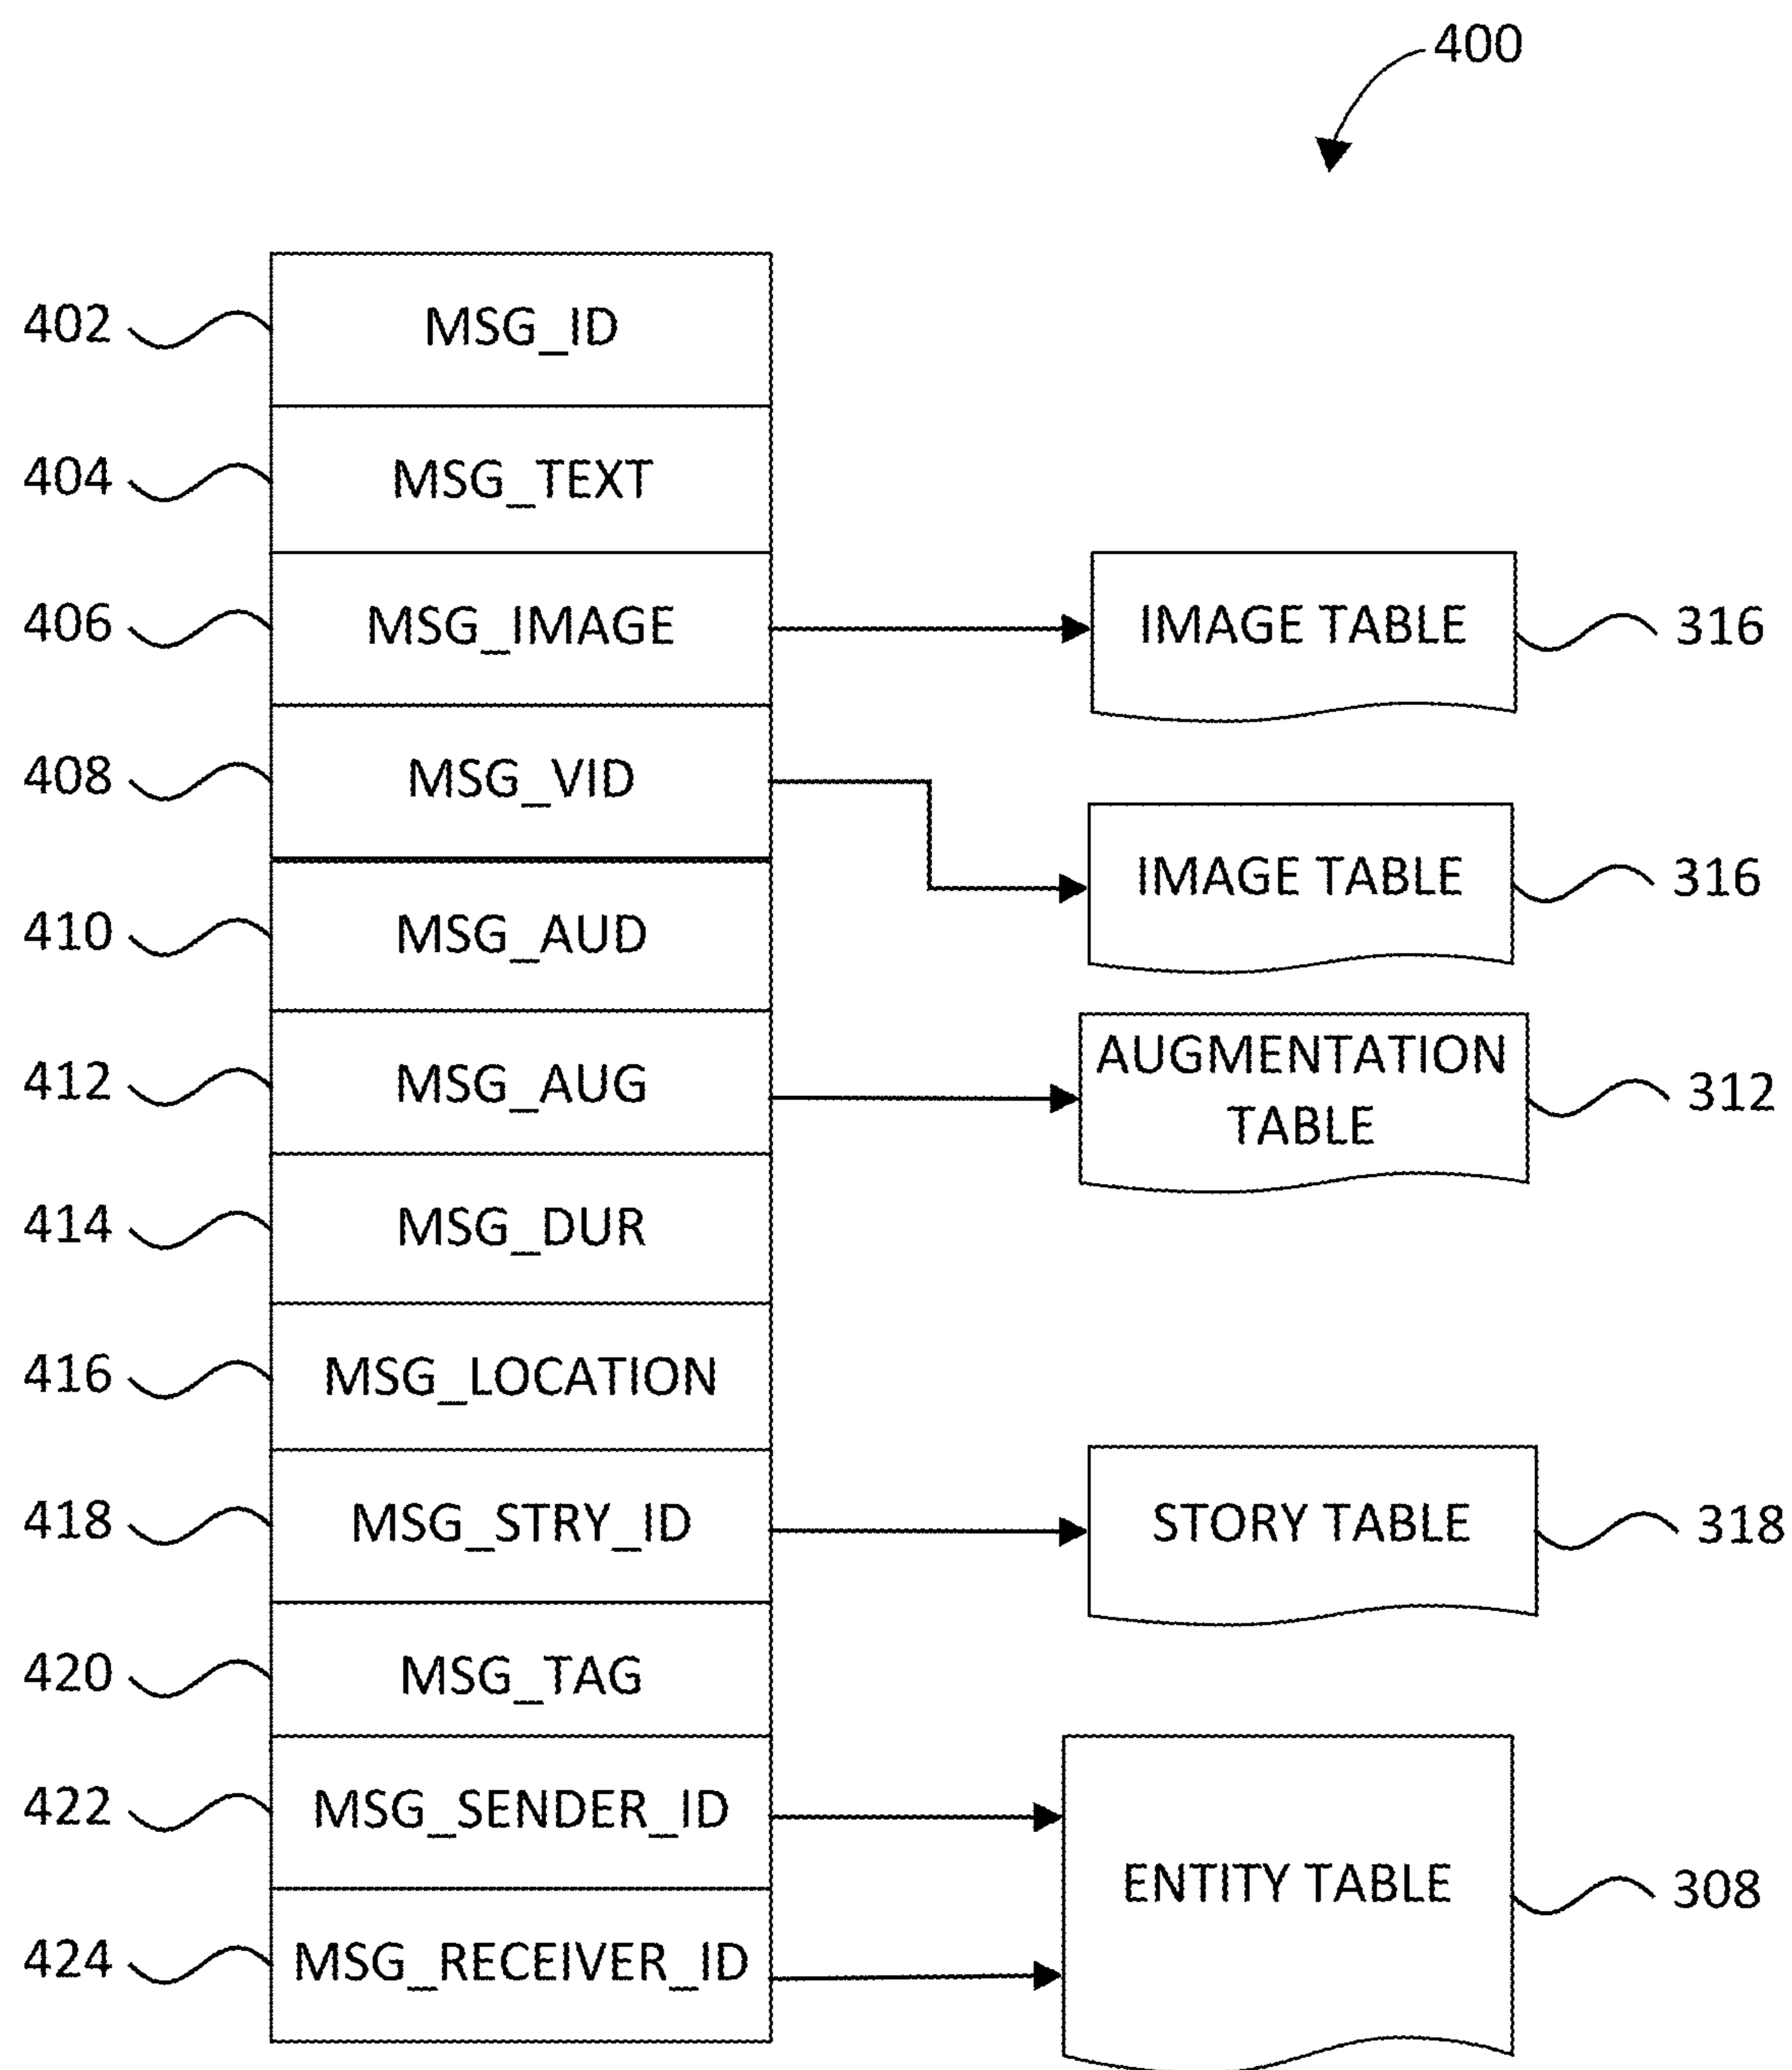 400
402 MSG_ID
404 MSG_TEXT
406 MSG_IMAGE IMAGE TABLE 316
408 MSG_VID
IMAGE TABLE 316
410 MSG_AUD
412 MSG_AUG AUGMENTATION TABLE 312
414 MSG_DUR
416 MSG_LOCATION
418 MSG_STRY_ID STORY TABLE 318
420 MSG_TAG
422 MSG_SENDER_ID
ENTITY TABLE 308
424 MSG_RECEIVER_ID